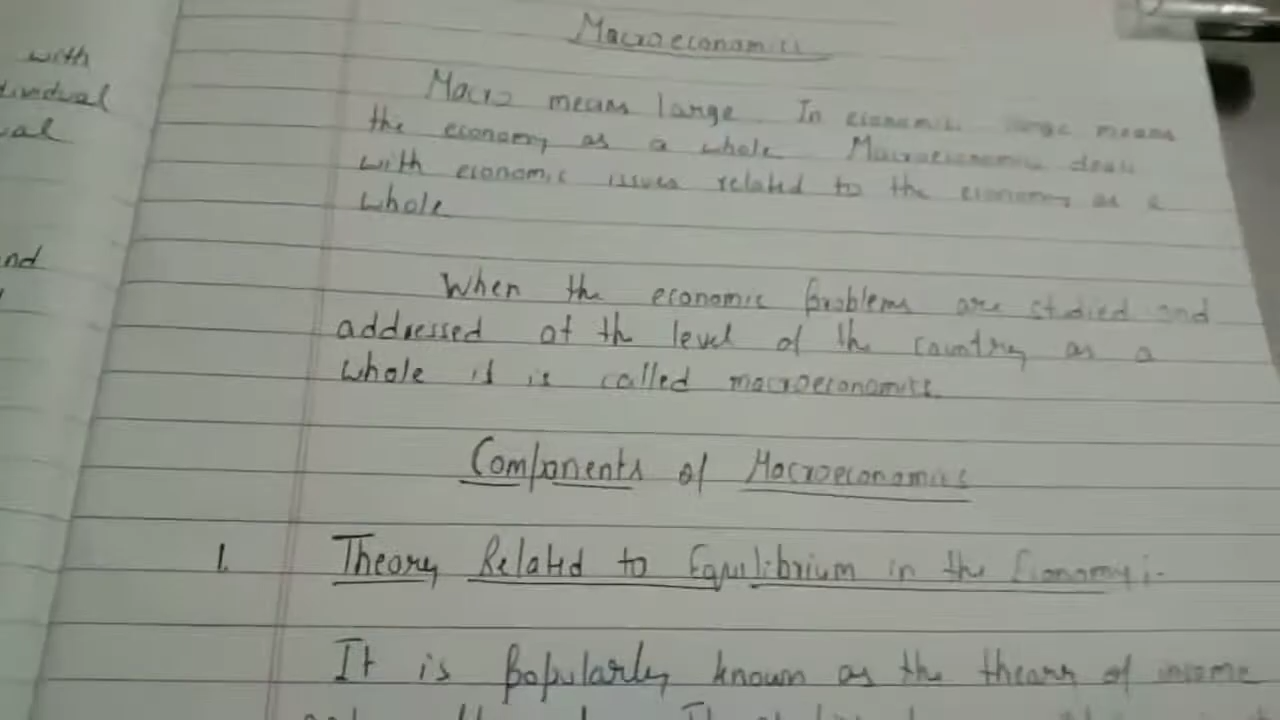 with
dividual
ual
nd
Macroeconomics
Macro means large. In economic large means
the economy as a whole. Macroeconomic deals
with economic issues related to the economy as a
whole
When the economic problems are studied and
addressed at the level of the country as a
whole it is called macroeconomics.
Components of Macroeconomics
1. Theory Related to Equilibrium in the Economy :-
It is popularly known as the theory of income